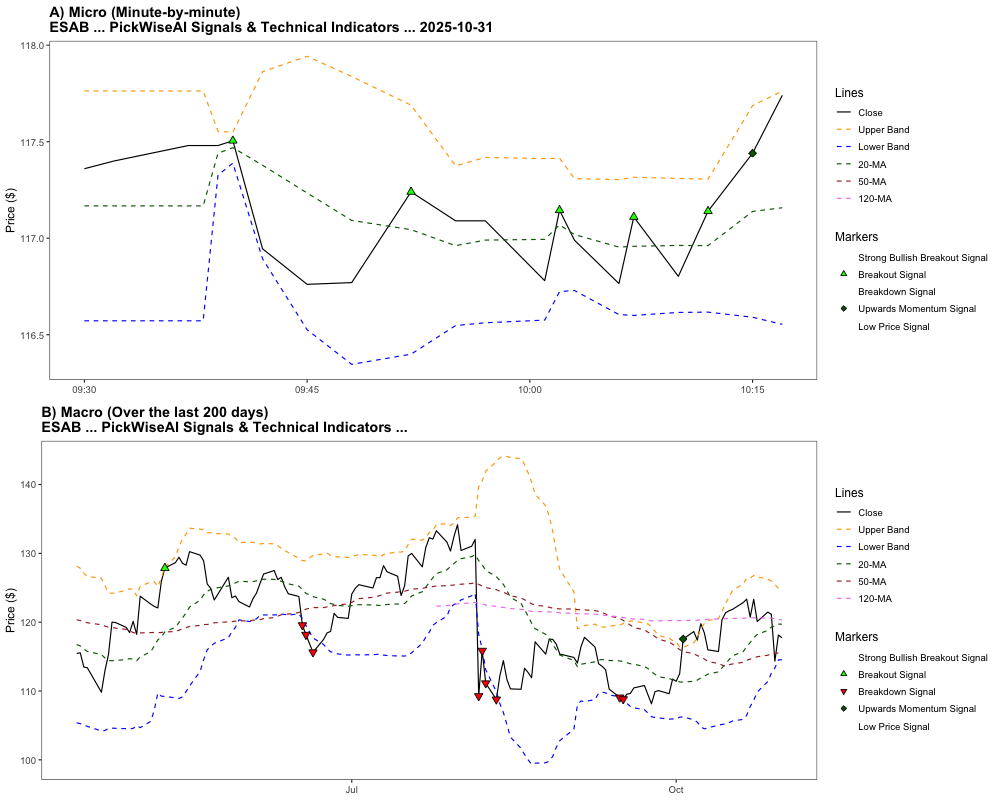 A) Micro (Minute-by-minute)
ESAB ... PickWiseAI Signals & Technical Indicators ... 2025-10-31
118.0
117.5
117.0
116.5
Price ($)
09:30
09:45
10:00
10:15
Lines
Close
Upper Band
Lower Band
20-MA
50-MA
120-MA
Markers
Strong Bullish Breakout Signal
Breakout Signal
Breakdown Signal
Upwards Momentum Signal
Low Price Signal
B) Macro (Over the last 200 days)
ESAB ... PickWiseAI Signals & Technical Indicators ...
140
130
120
110
100
Price ($)
Jul
Oct
Lines
Close
Upper Band
Lower Band
20-MA
50-MA
120-MA
Markers
Strong Bullish Breakout Signal
Breakout Signal
Breakdown Signal
Upwards Momentum Signal
Low Price Signal